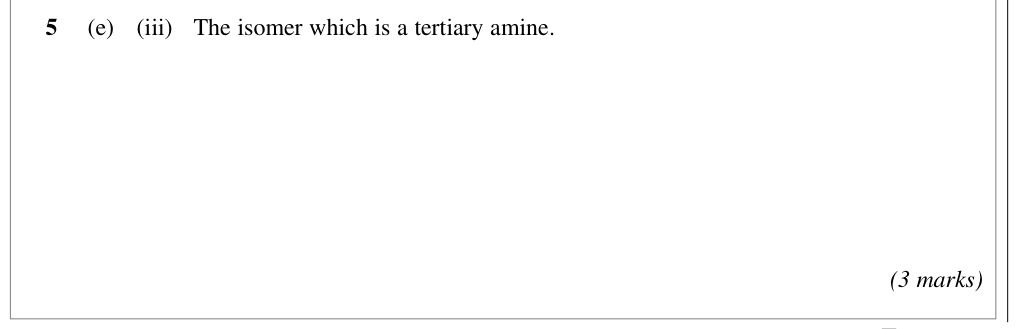 5 (e) (iii) The isomer which is a tertiary amine.
(3 marks)